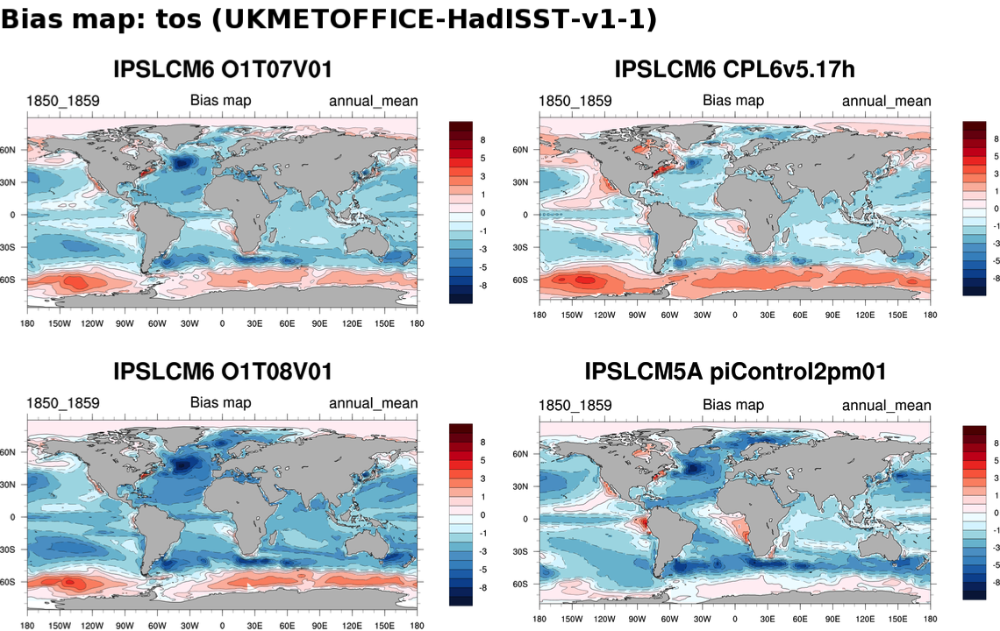 Bias map: tos (UKMETOFFICE-HadISST-v1-1)
IPSLCM6 O1T07V01
1850_1859 Bias map annual_mean
60N
30N
0
30S
60S
180 150W 120W 90W 60W 30W 0 30E 60E 90E 120E 150E 180
8
5
3
1
0
-1
-3
-5
-8
IPSLCM6 CPL6v5.17h
1850_1859 Bias map annual_mean
60N
30N
0
30S
60S
180 150W 120W 90W 60W 30W 0 30E 60E 90E 120E 150E 180
8
5
3
1
0
-1
-3
-5
-8
IPSLCM6 O1T08V01
1850_1859 Bias map annual_mean
60N
30N
0
30S
60S
180 150W 120W 90W 60W 30W 0 30E 60E 90E 120E 150E 180
8
5
3
1
0
-1
-3
-5
-8
IPSLCM5A piControl2pm01
1850_1859 Bias map annual_mean
60N
30N
0
30S
60S
180 150W 120W 90W 60W 30W 0 30E 60E 90E 120E 150E 180
8
5
3
1
0
-1
-3
-5
-8